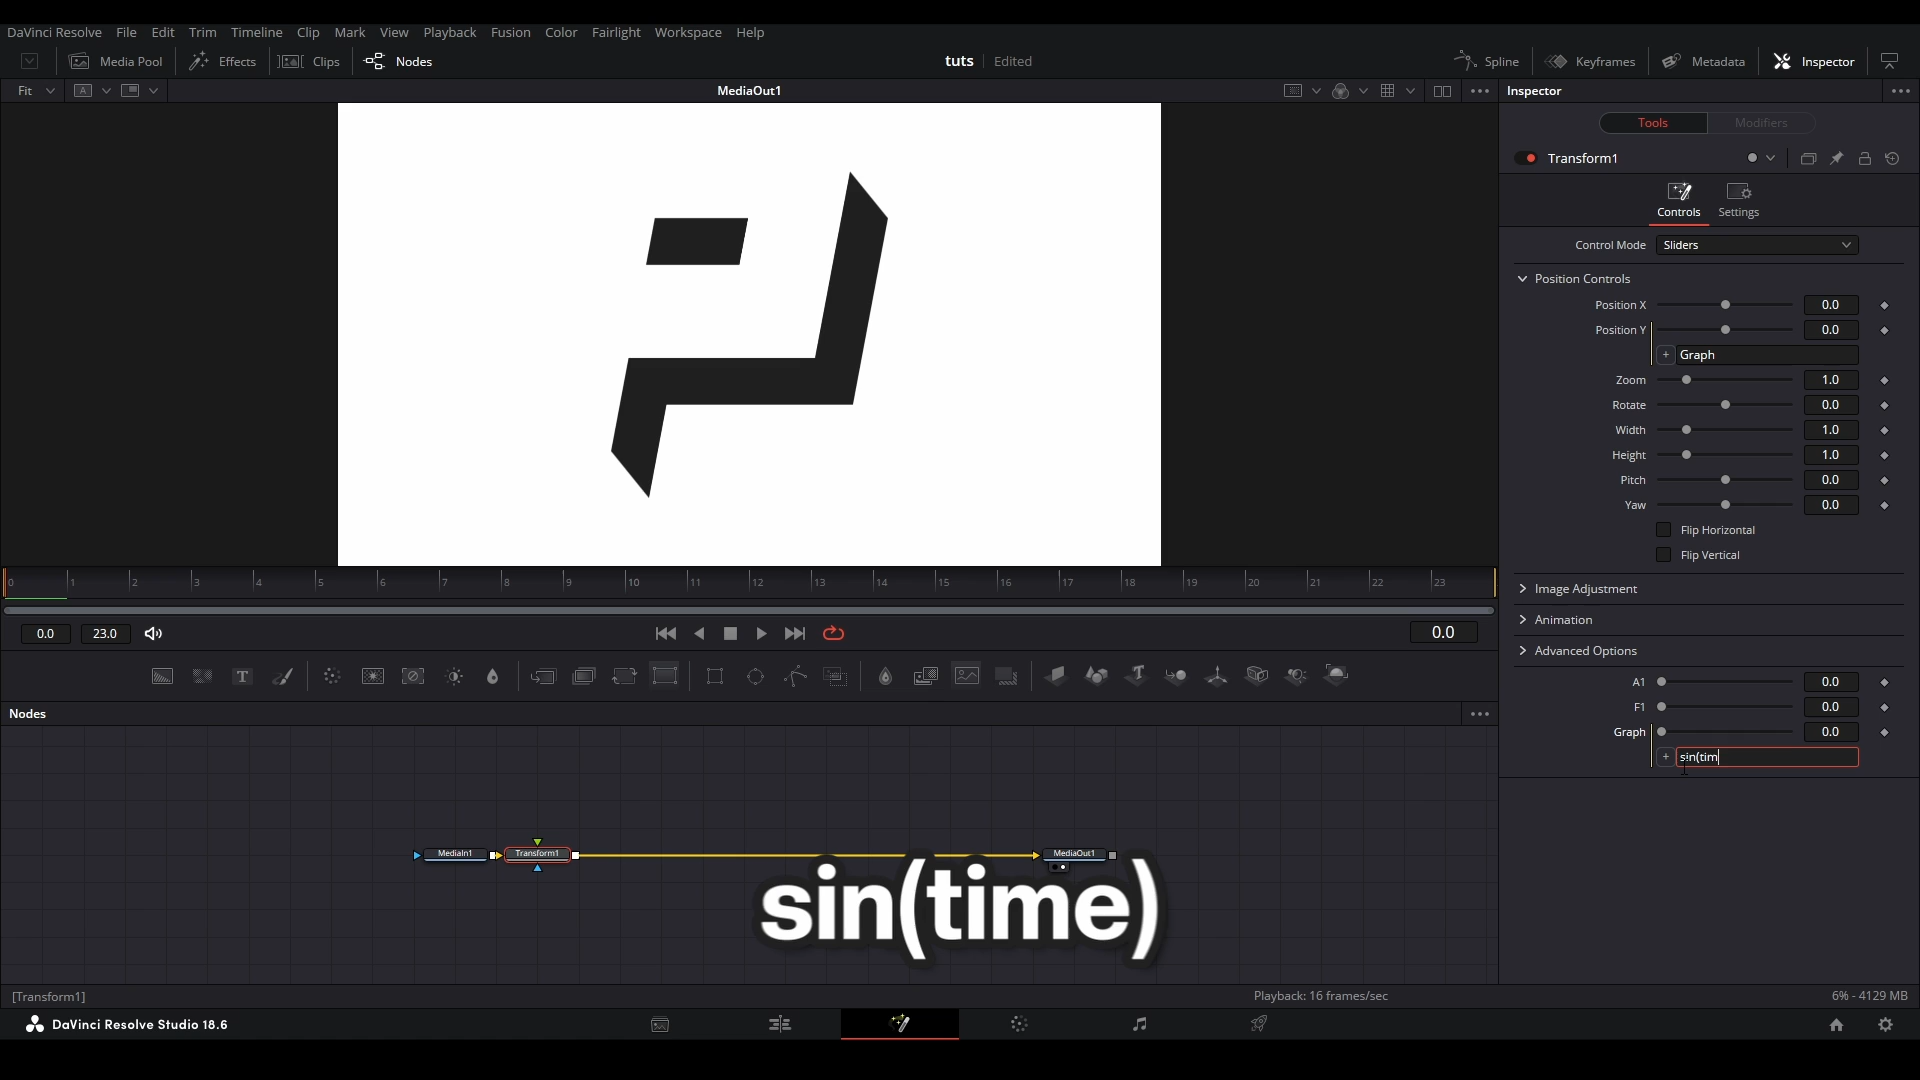 DaVinci Resolve File Edit Trim Timeline Clip Mark View Playback Fusion Color Fairlight Workspace Help
Media Pool Effects Clips Nodes tuts Edited Spline Keyframes Metadata Inspector
Fit A MediaOut1 Inspector
Tools Modifiers
Transform1
Controls Settings
Control Mode Sliders
Position Controls
Position X 0.0
Position Y 0.0
+ Graph
Zoom 1.0
Rotate 0.0
Width 1.0
Height 1.0
Pitch 0.0
Yaw 0.0
Flip Horizontal
Flip Vertical
0 1 2 3 4 5 6 7 8 9 10 11 12 13 14 15 16 17 18 19 20 21 22 23
Image Adjustment
Animation
Advanced Options
0.0 23.0 0.0
T T
A1 0.0
F1 0.0
Graph 0.0
+ sin(tim
Nodes
MediaIn1 Transform1 MediaOut1
sin(time)
[Transform1] Playback: 16 frames/sec 6% - 4129 MB
DaVinci Resolve Studio 18.6